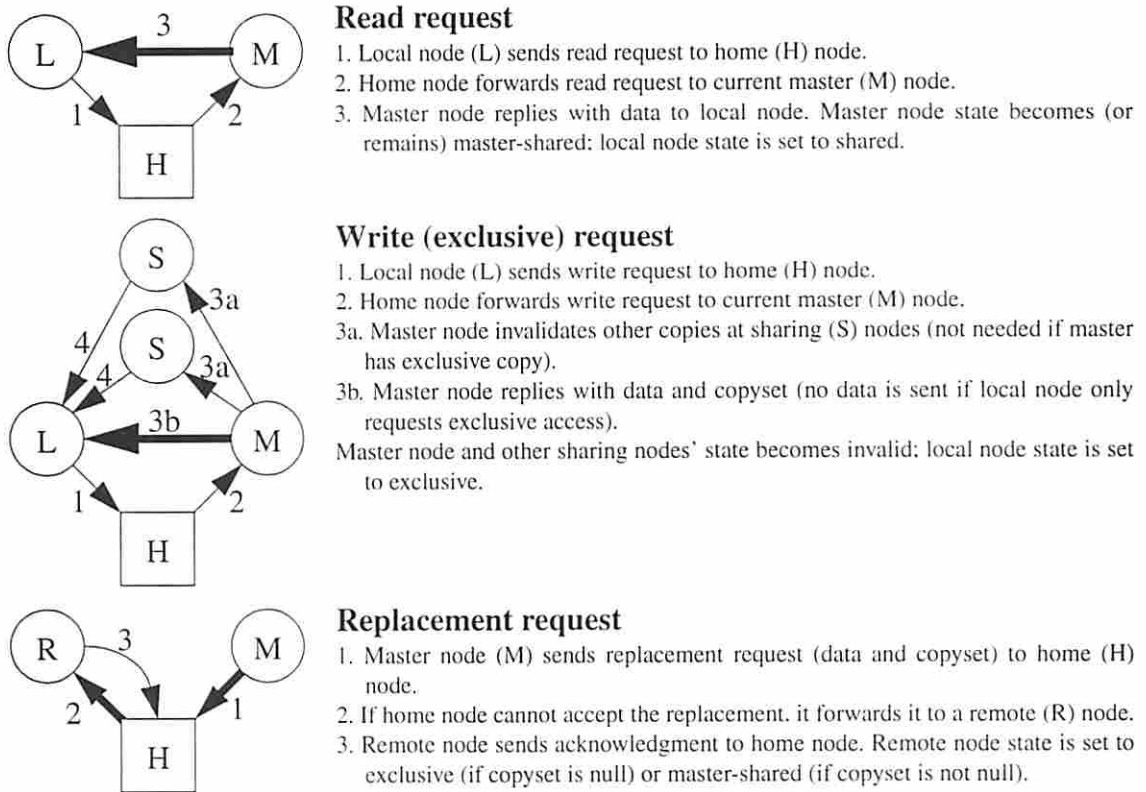 Read request
1. Local node (L) sends read request to home (H) node.
2. Home node forwards read request to current master (M) node.
3. Master node replies with data to local node. Master node state becomes (or
remains) master-shared: local node state is set to shared.
L
3
M
1
2
H
Write (exclusive) request
1. Local node (L) sends write request to home (H) node.
2. Home node forwards write request to current master (M) node.
3a. Master node invalidates other copies at sharing (S) nodes (not needed if master
has exclusive copy).
3b. Master node replies with data and copyset (no data is sent if local node only
requests exclusive access).
Master node and other sharing nodes' state becomes invalid: local node state is set
to exclusive.
S
3a
4
S
3a
4
L
3b
M
1
2
H
Replacement request
1. Master node (M) sends replacement request (data and copyset) to home (H)
node.
2. If home node cannot accept the replacement. it forwards it to a remote (R) node.
3. Remote node sends acknowledgment to home node. Remote node state is set to
exclusive (if copyset is null) or master-shared (if copyset is not null).
R
3
M
2
1
H